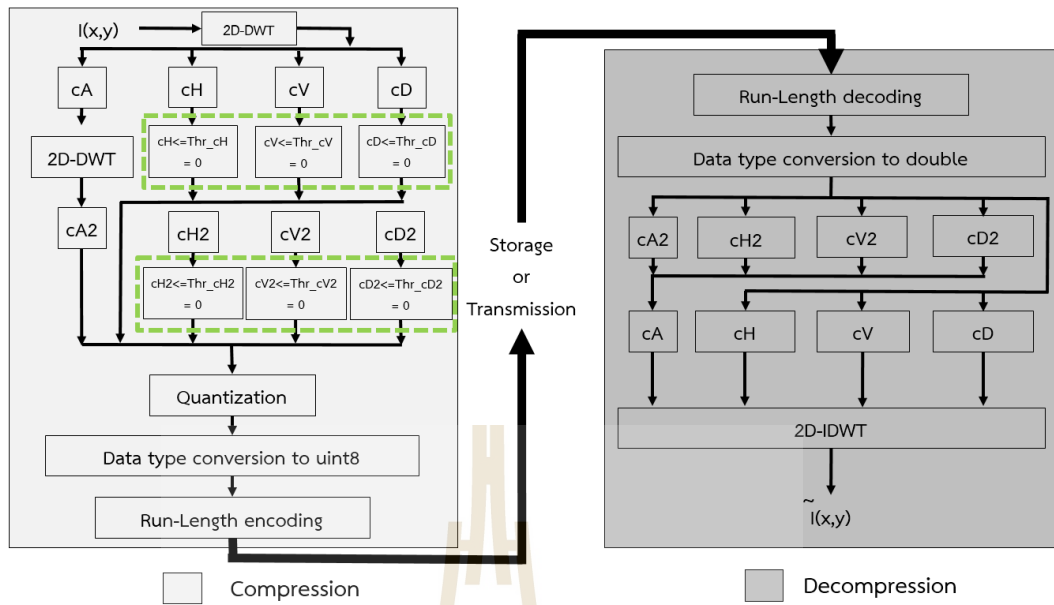 I(x,y)
2D-DWT
cA
cH
cV
cD
2D-DWT
cH<=Thr_cH
= 0
cV<=Thr_cV
= 0
cD<=Thr_cD
= 0
cA2
cH2
cV2
cD2
cH2<=Thr_cH2
= 0
cV2<=Thr_cV2
= 0
cD2<=Thr_cD2
= 0
Quantization
Data type conversion to uint8
Run-Length encoding
Compression
Storage
or
Transmission
Run-Length decoding
Data type conversion to double
cA2
cH2
cV2
cD2
cA
cH
cV
cD
2D-IDWT
~
I(x,y)
Decompression